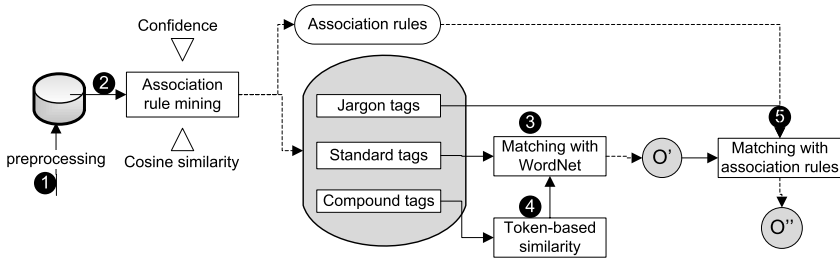 Confidence
Association rules
2
Association
rule mining
Jargon tags
3
5
preprocessing
Cosine similarity
1
Standard tags
Matching with
WordNet
O'
Matching with
association rules
Compound tags
4
Token-based
similarity
O''